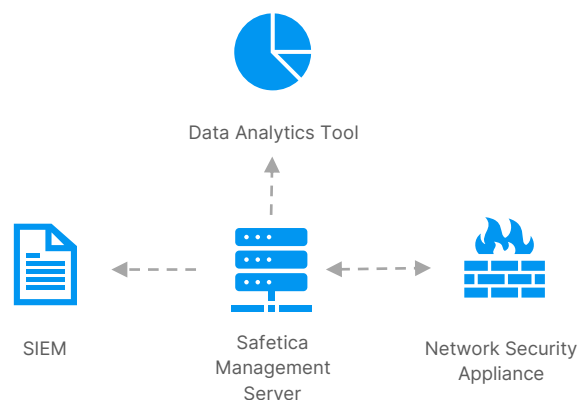 Data Analytics Tool
SIEM
Safetica
Management
Server
Network Security
Appliance